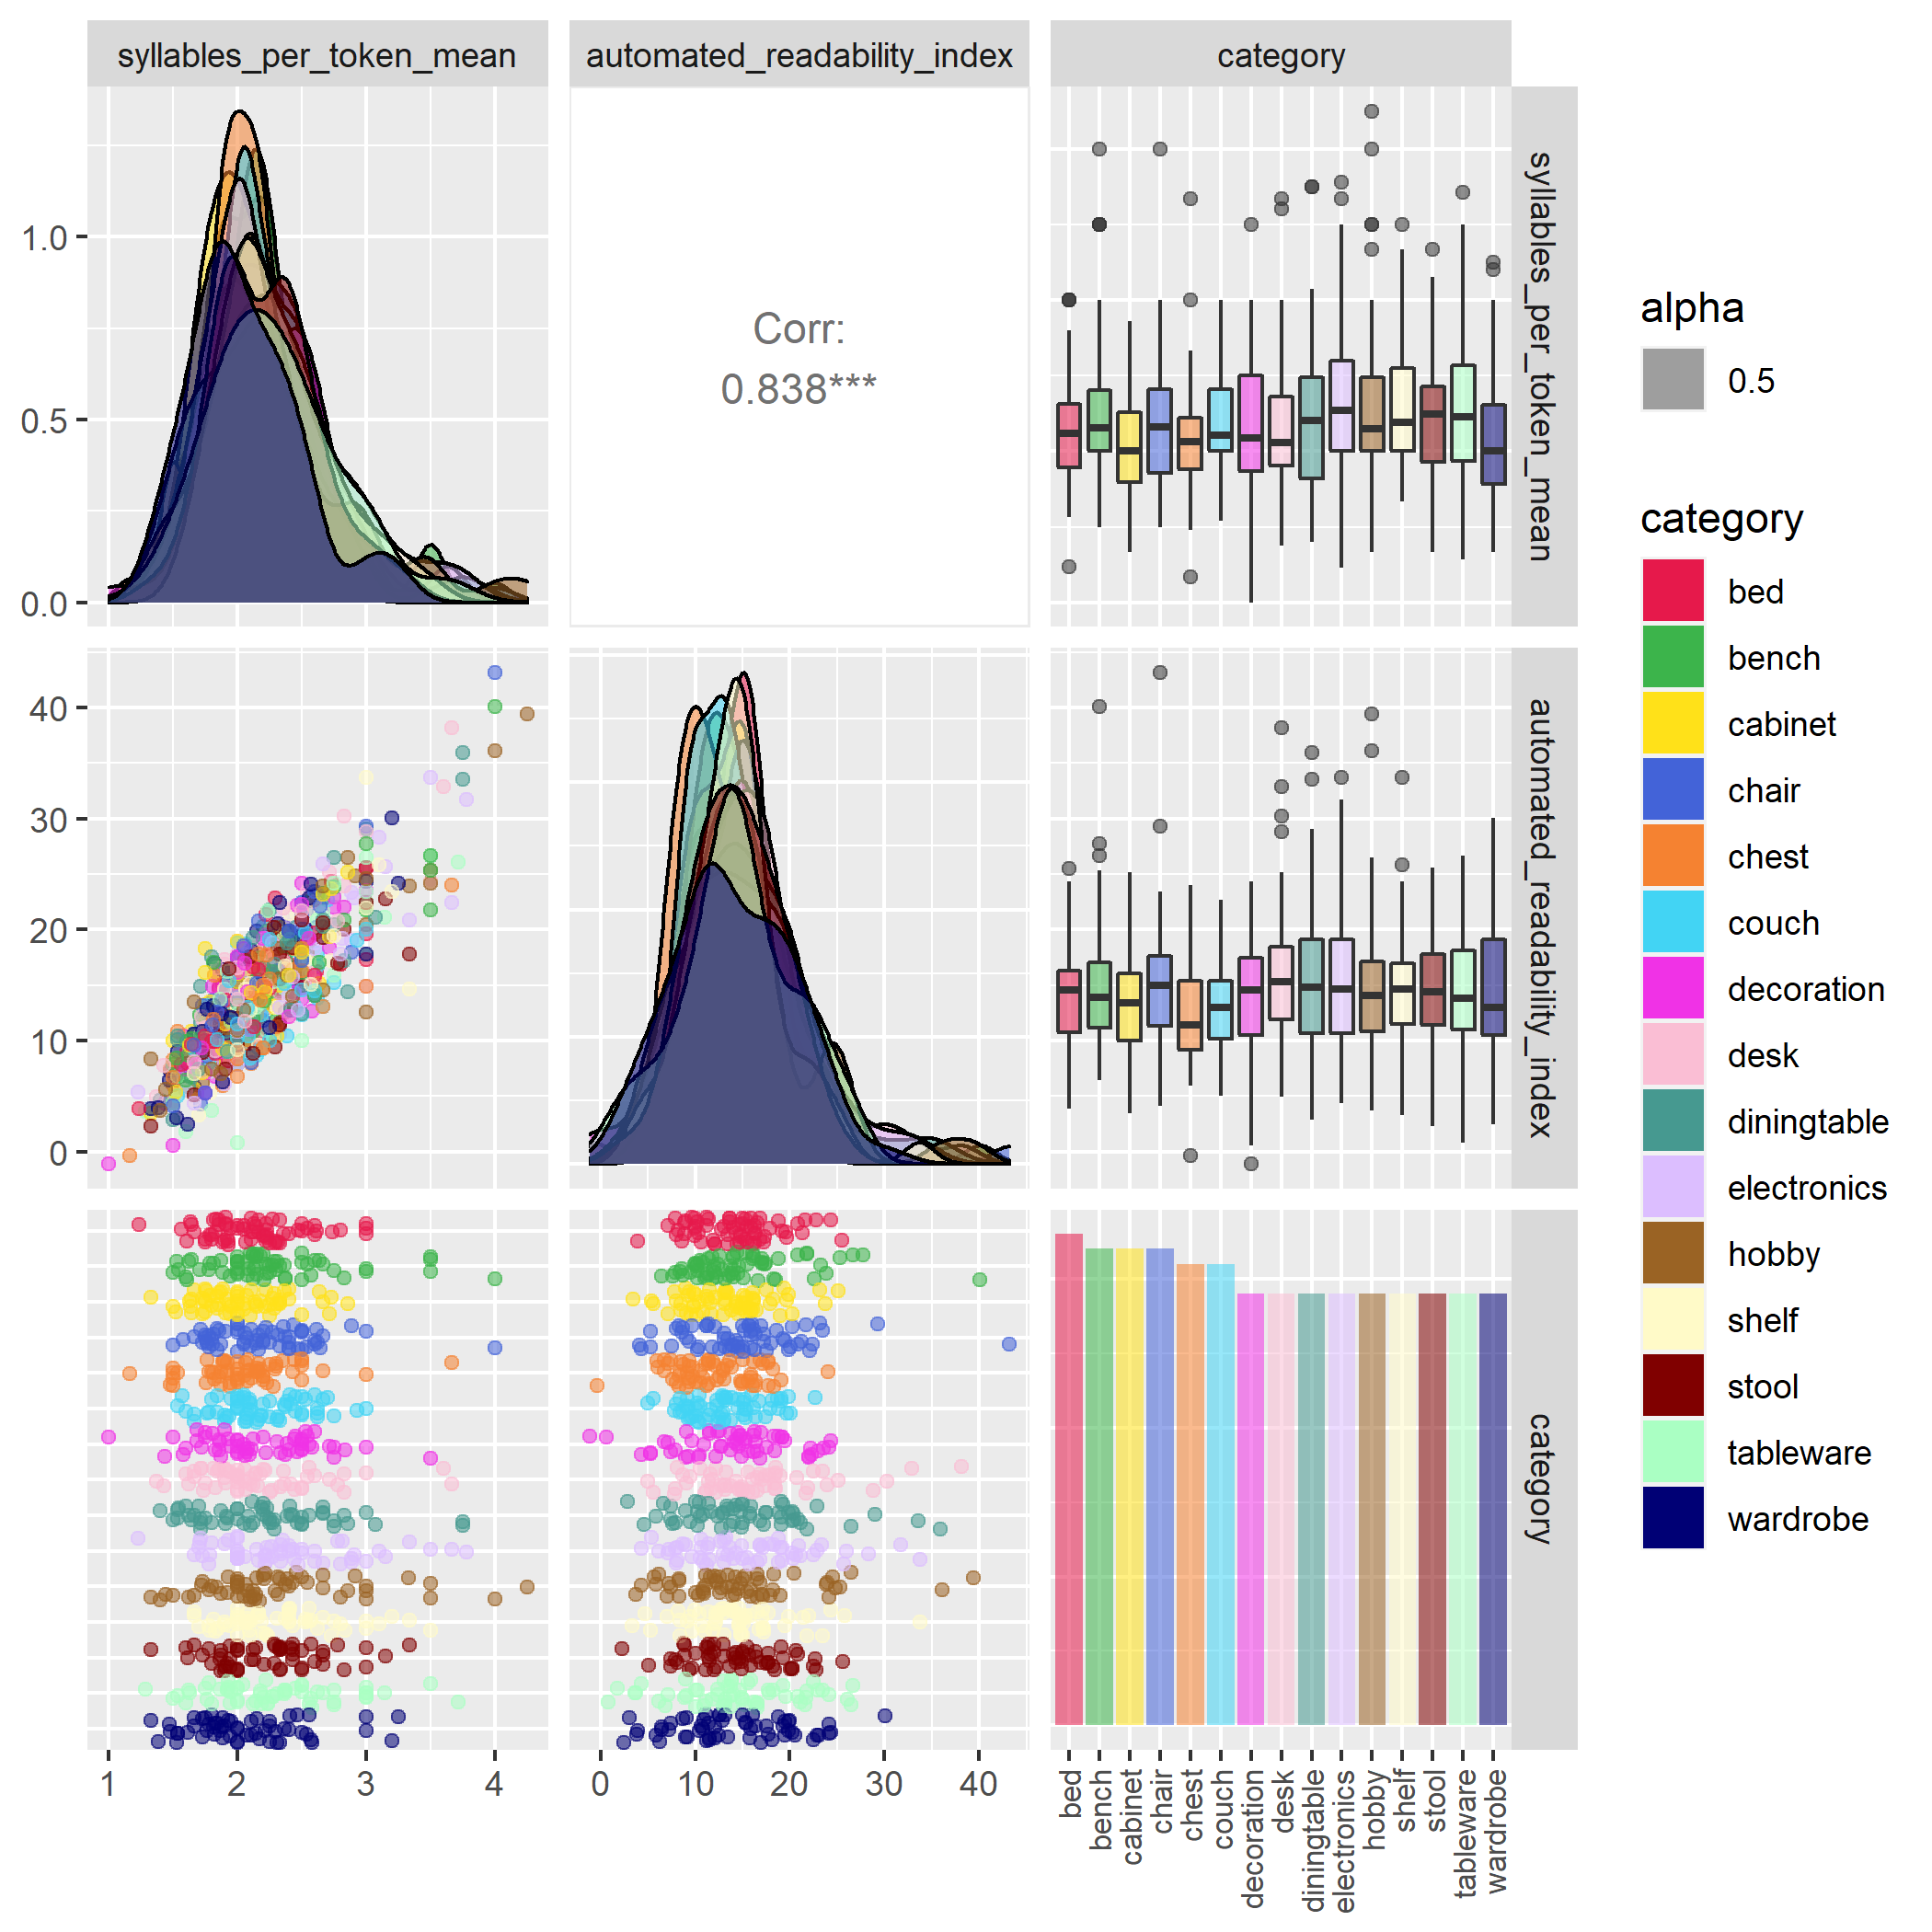 syllables_per_token_mean
automated_readability_index
category
1.0
0.5
0.0
Corr:
0.838***
syllables_per_token_mean
40
30
20
10
0
automated_readability_index
category
1
2
3
4
0
10
20
30
40
bed
bench
cabinet
chair
chest
couch
decoration
desk
diningtable
electronics
hobby
shelf
stool
tableware
wardrobe
alpha
0.5
category
bed
bench
cabinet
chair
chest
couch
decoration
desk
diningtable
electronics
hobby
shelf
stool
tableware
wardrobe